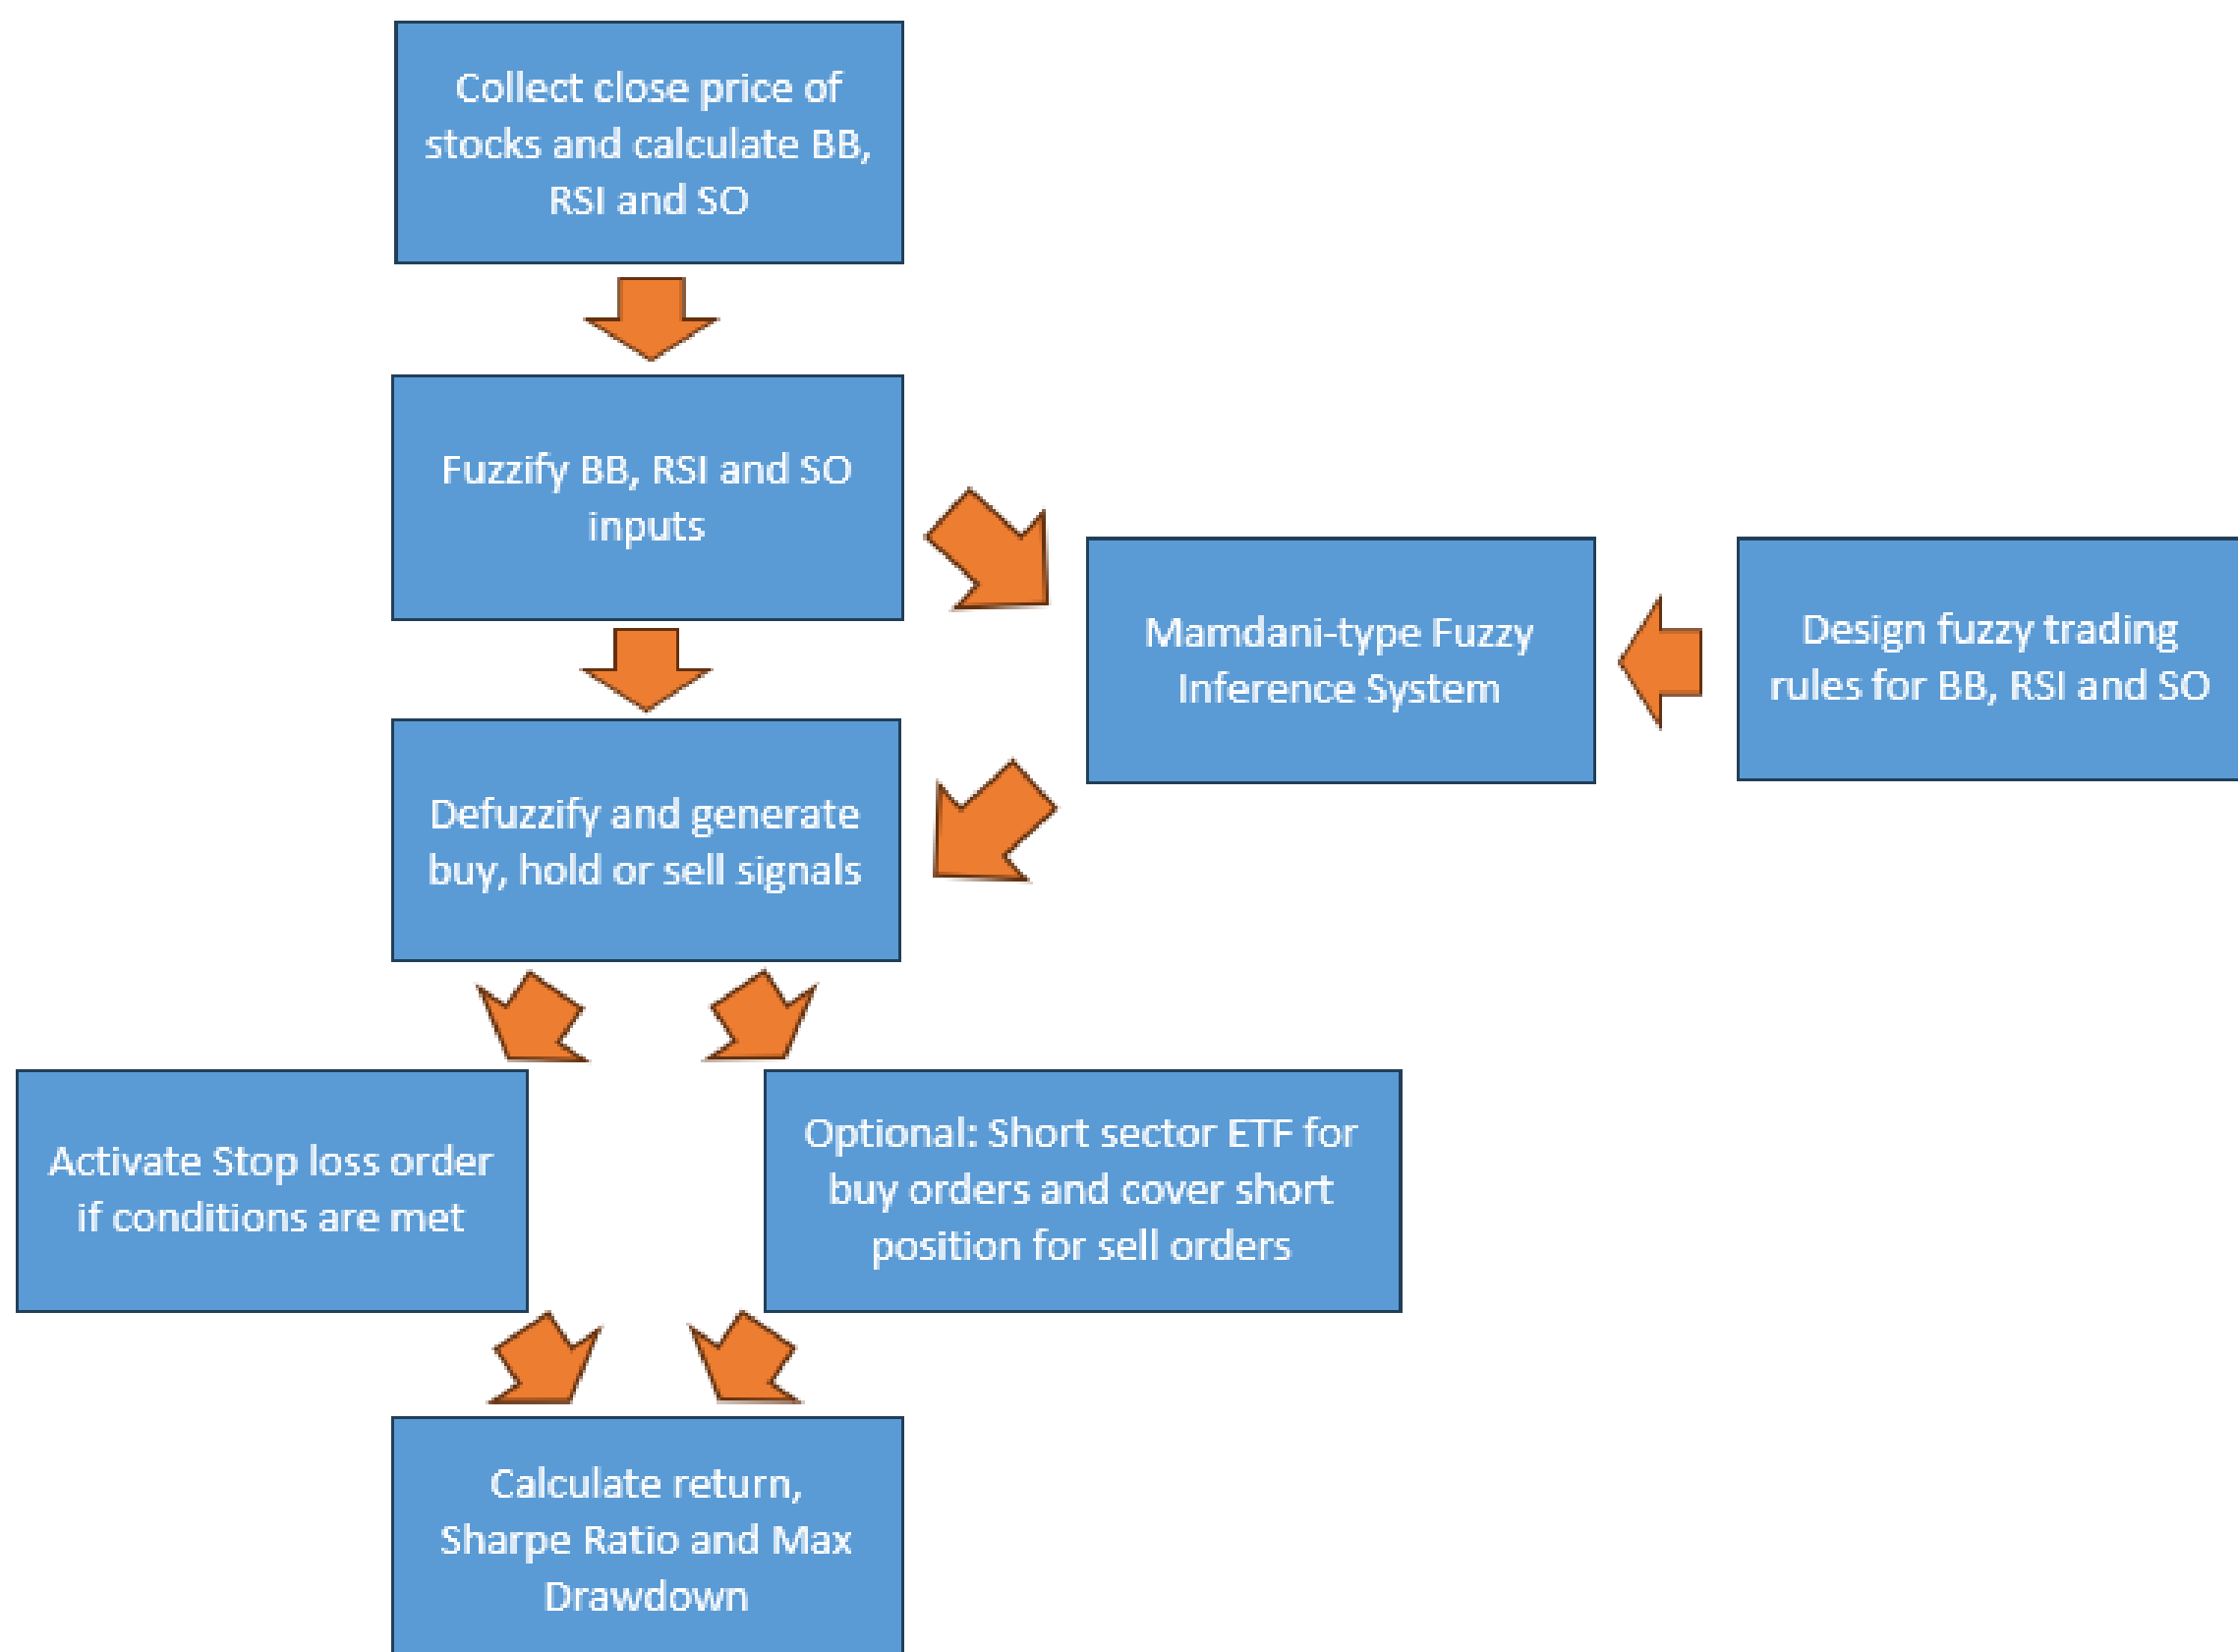 Collect close price of
stocks and calculate BB,
RSI and SO
Fuzzify BB, RSI and SO
inputs
Mamdani-type Fuzzy
Inference System
Design fuzzy trading
rules for BB, RSI and SO
Defuzzify and generate
buy, hold or sell signals
Activate Stop loss order
if conditions are met
Optional: Short sector ETF for
buy orders and cover short
position for sell orders
Calculate return,
Sharpe Ratio and Max
Drawdown